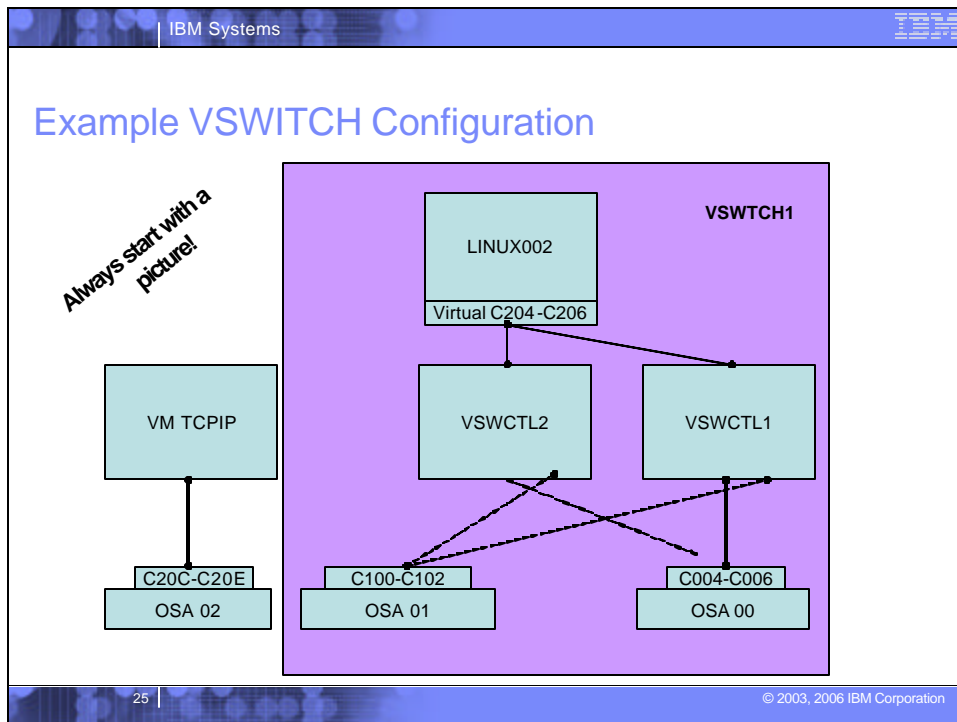 IBM Systems
IBM
Example VSWITCH Configuration
Always start with a
picture!
VSWTCH1
LINUX002
Virtual C204-C206
VM TCPIP
VSWCTL2
VSWCTL1
C20C-C20E
C100-C102
C004-C006
OSA 02
OSA 01
OSA 00
25
© 2003, 2006 IBM Corporation